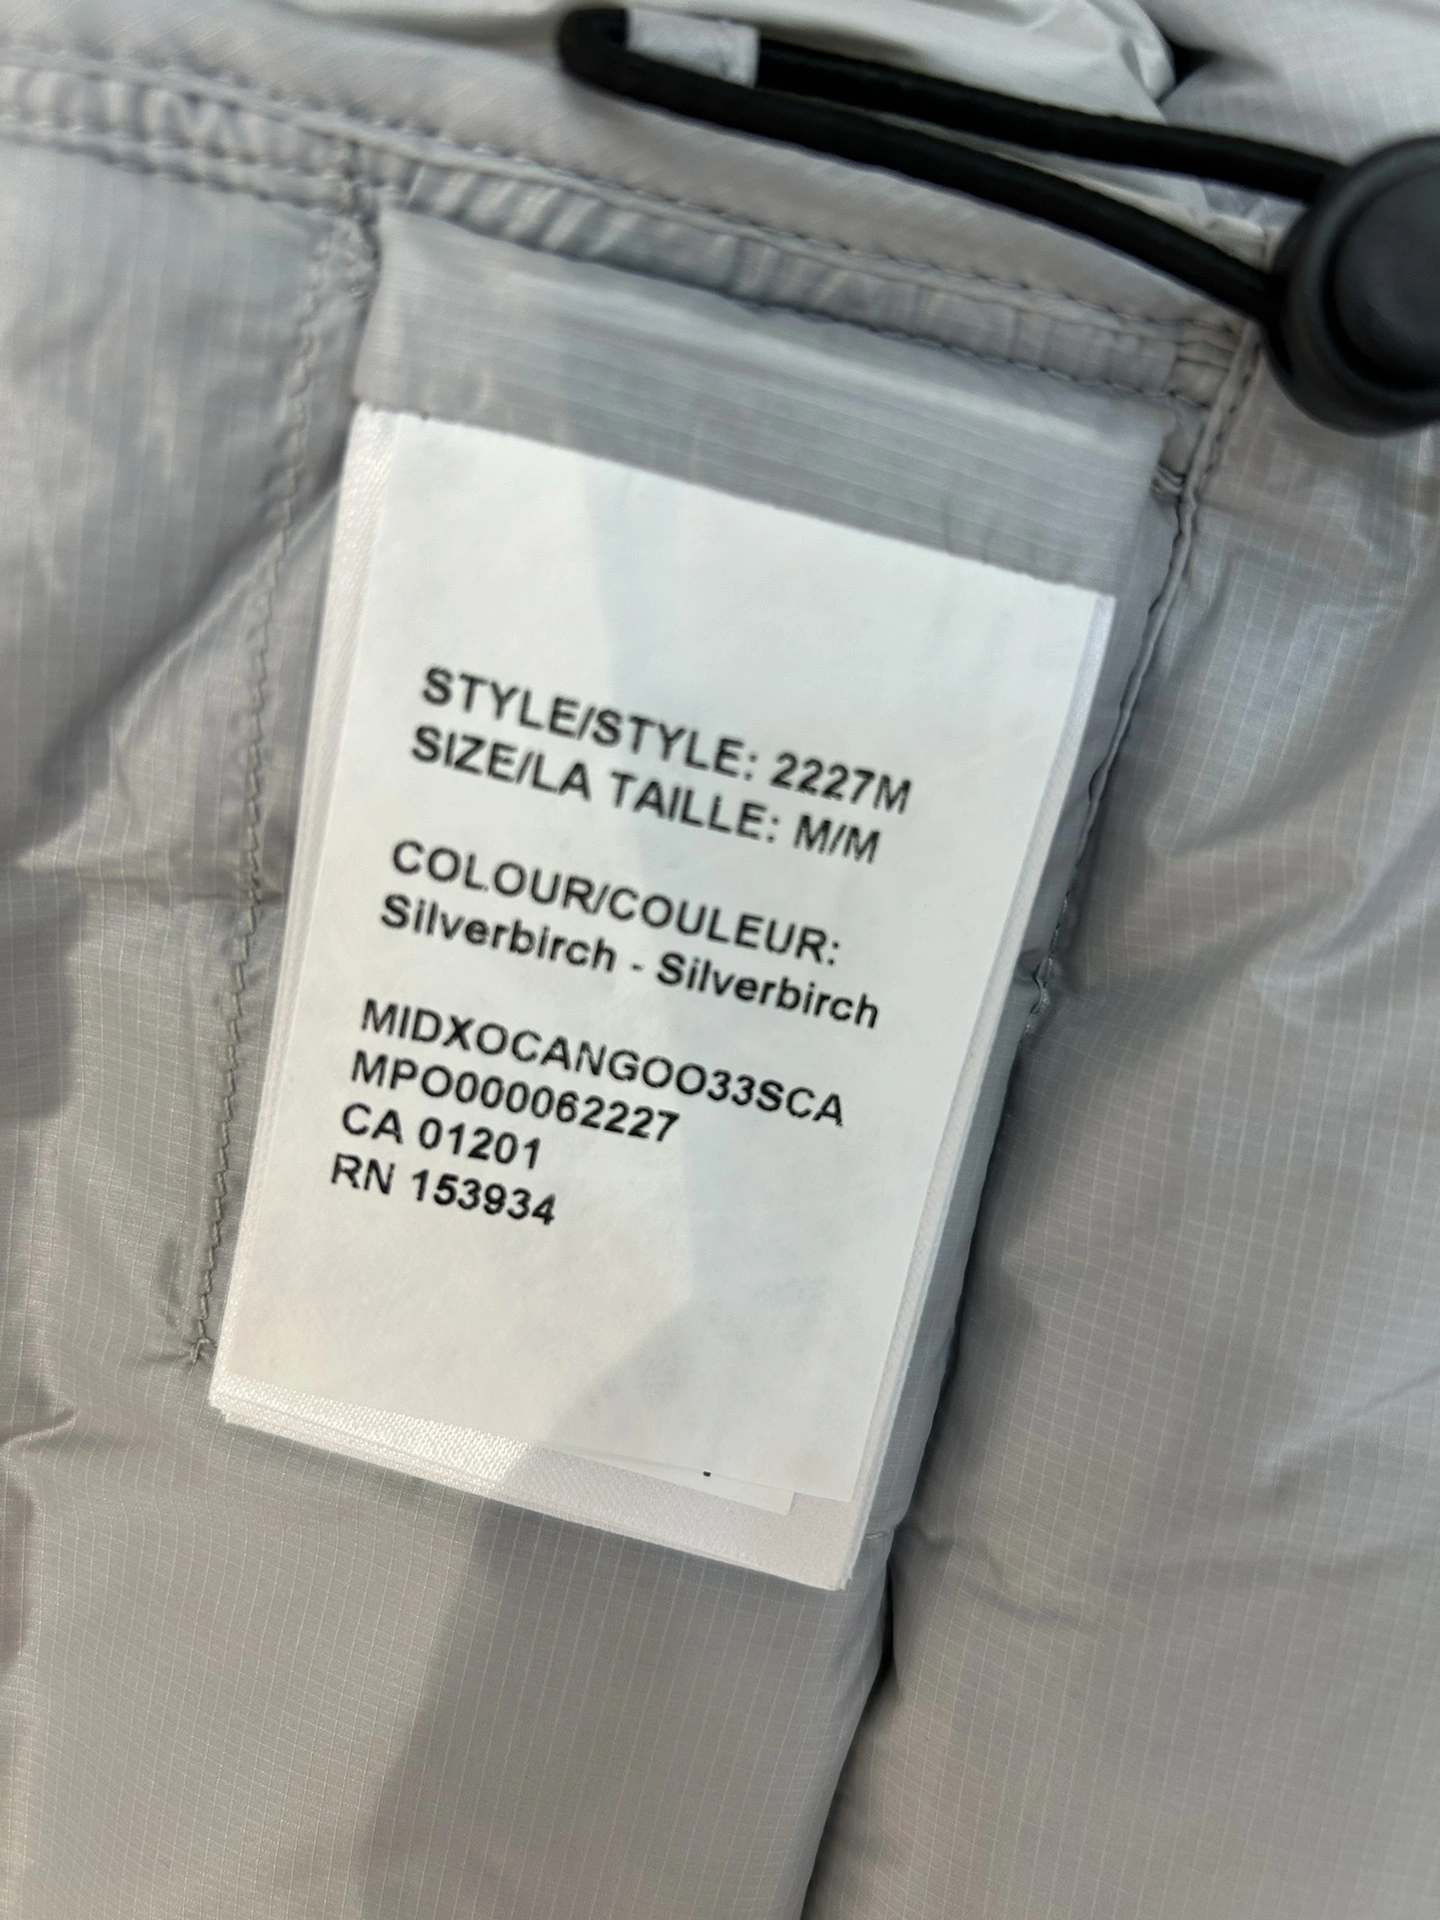 STYLE/STYLE: 2227M
SIZE/LA TAILLE: M/M
COLOUR/COULEUR:
Silverbirch - Silverbirch
MIDXOCANGOO33SCA
MPO000062227
CA 01201
RN 153934